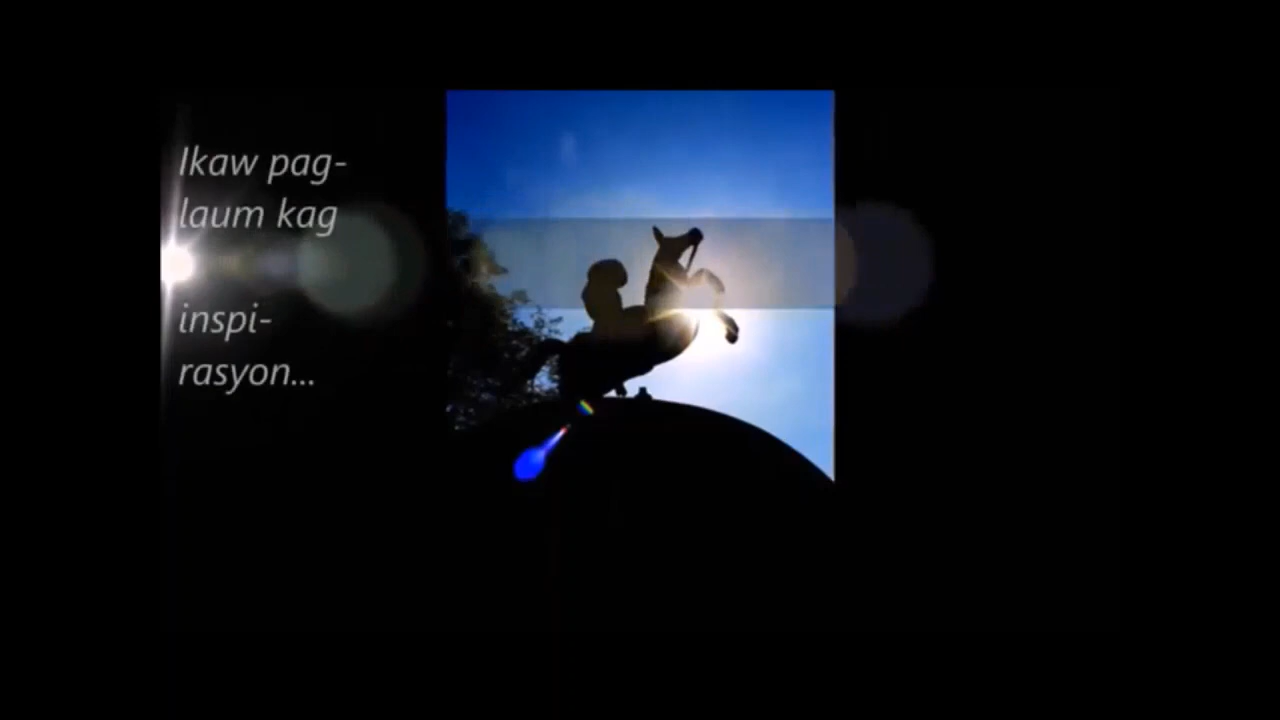 Ikaw pag-
laum kag
inspi-
rasyon...